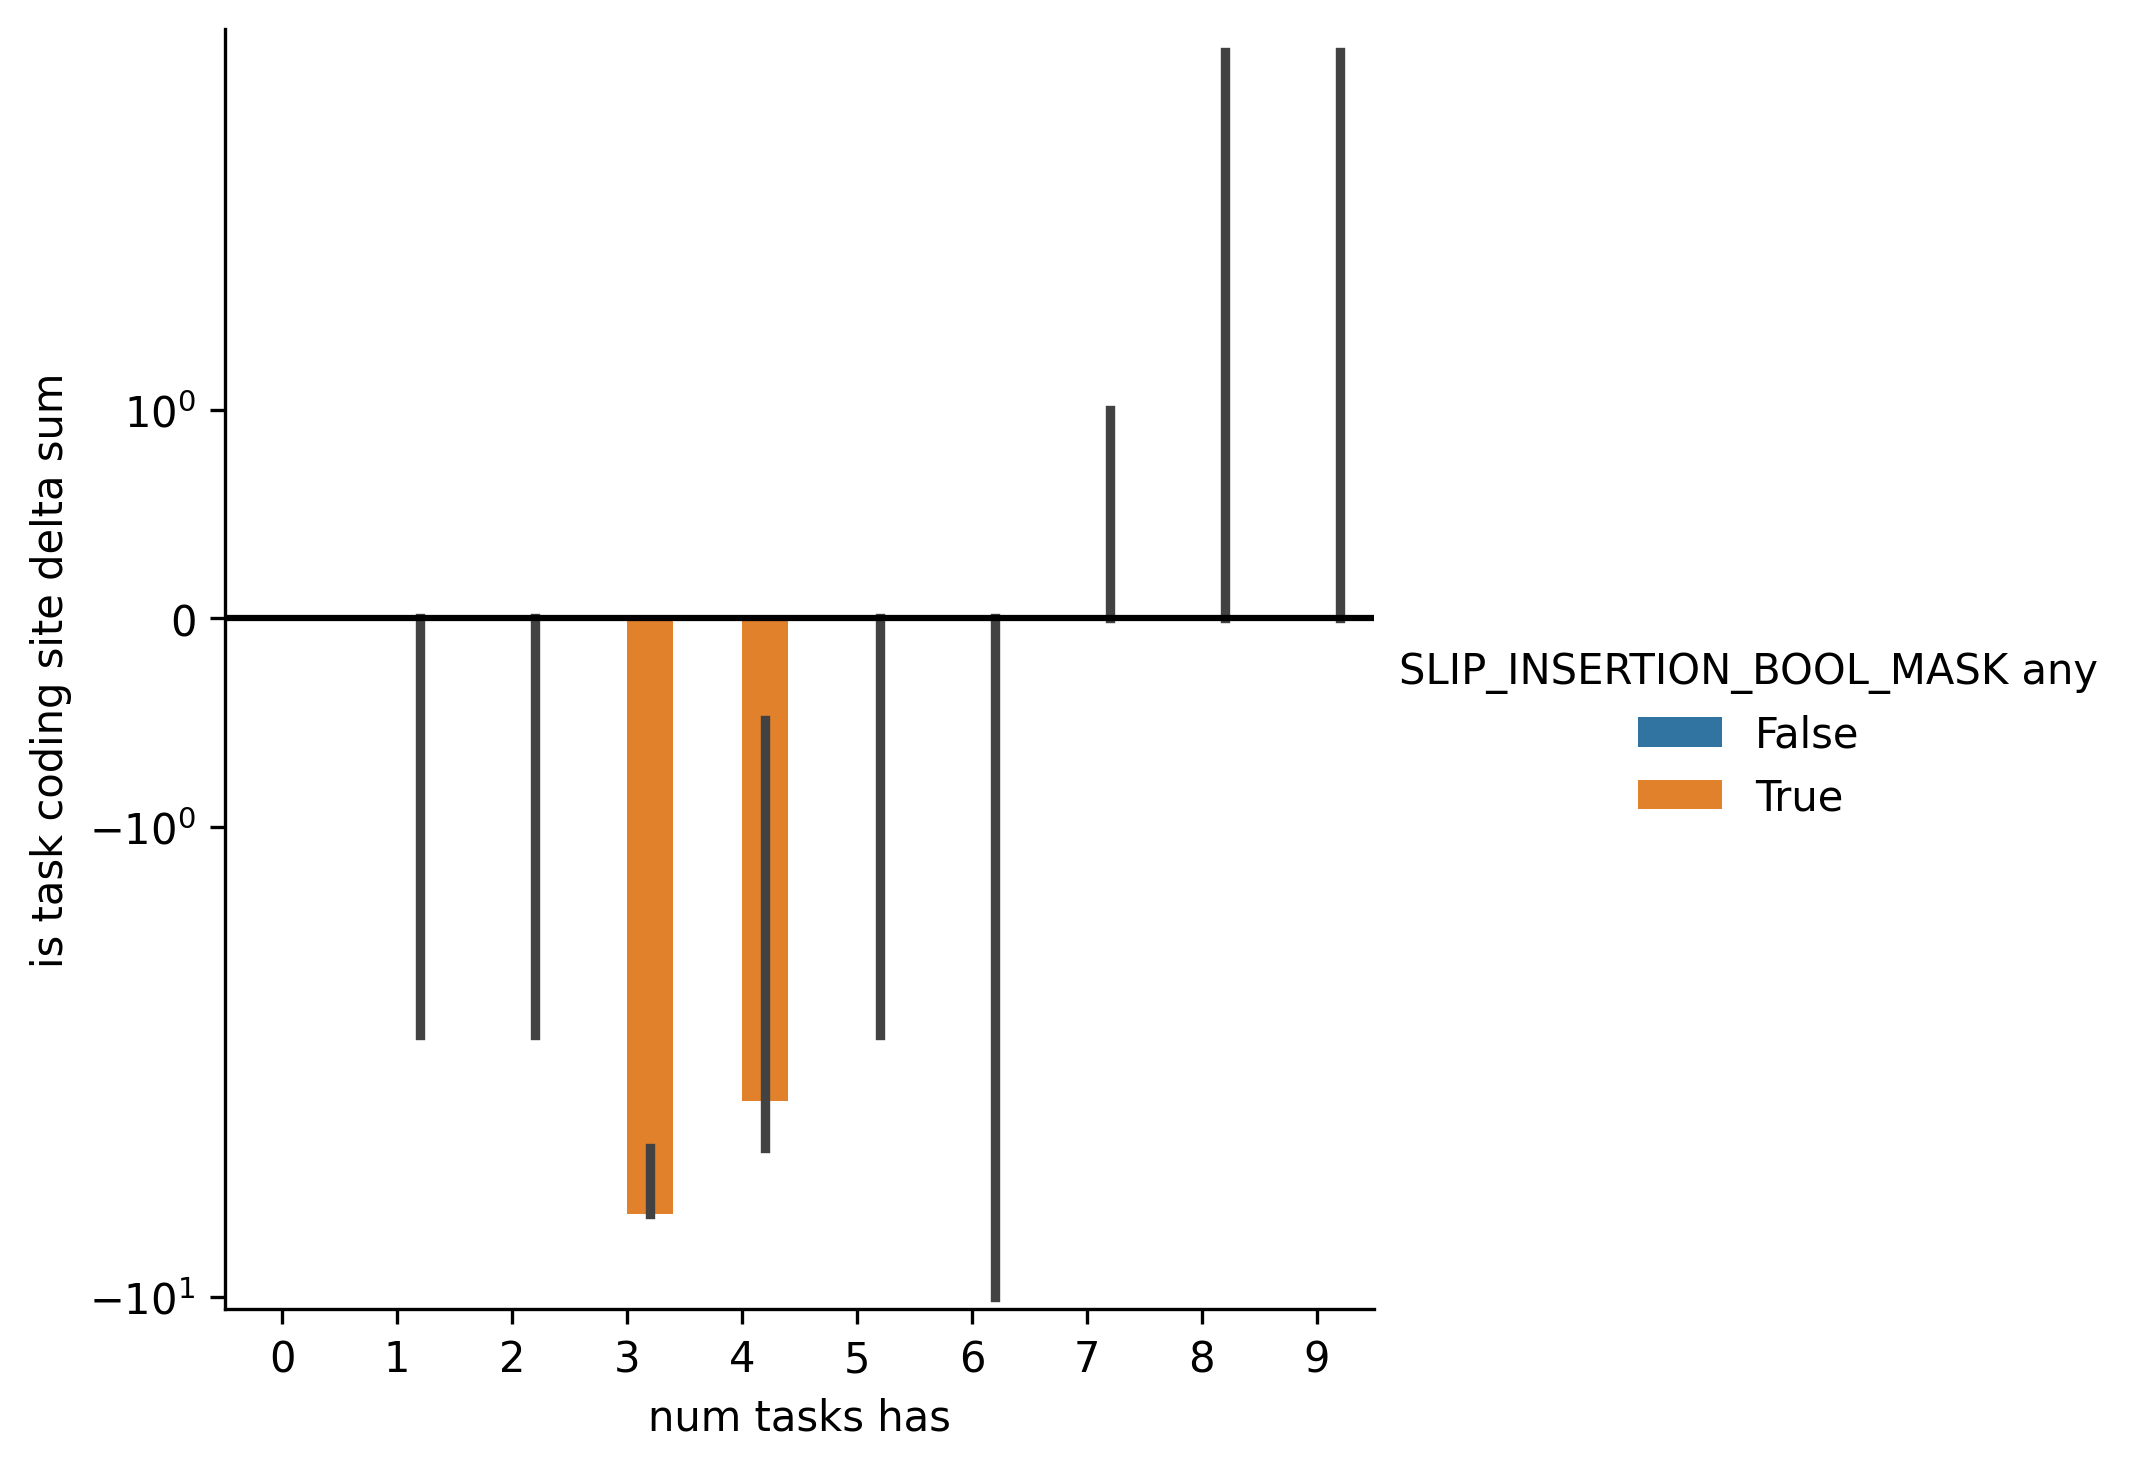 is task coding site delta sum
10⁰
0
−10⁰
−10¹
0 1 2 3 4 5 6 7 8 9
num tasks has
SLIP_INSERTION_BOOL_MASK any
False
True